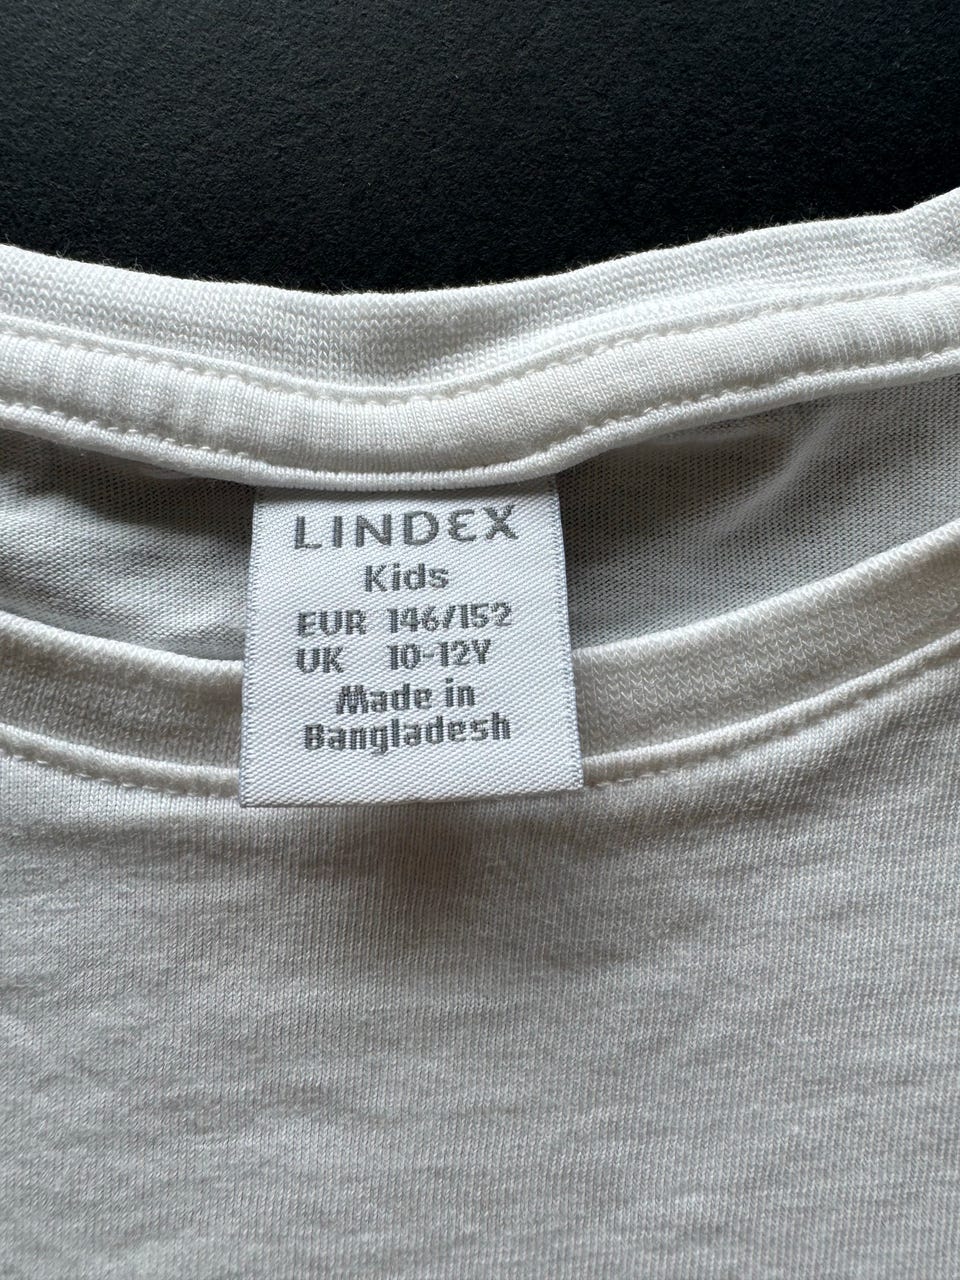 LINDEX
Kids
EUR 146/152
UK 10-12Y
Made in
Bangladesh